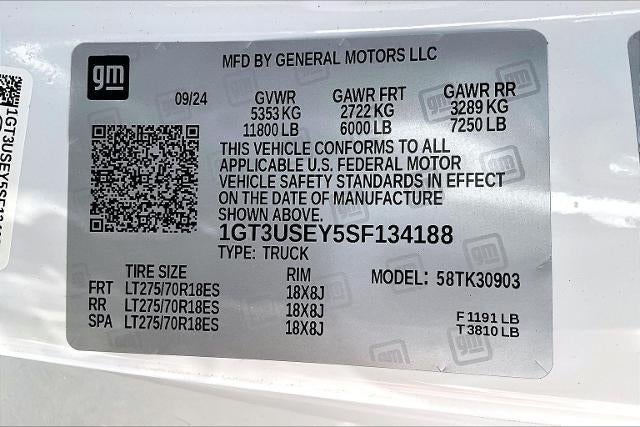 gm
MFD BY GENERAL MOTORS LLC
09/24 GVWR GAWR FRT GAWR RR
5353 KG 2722 KG 3289 KG
11800 LB 6000 LB 7250 LB
THIS VEHICLE CONFORMS TO ALL
APPLICABLE U.S. FEDERAL MOTOR
VEHICLE SAFETY STANDARDS IN EFFECT
ON THE DATE OF MANUFACTURE
SHOWN ABOVE.
1GT3USEY5SF134188
TYPE: TRUCK
TIRE SIZE RIM MODEL: 58TK30903
FRT LT275/70R18ES 18X8J
RR LT275/70R18ES 18X8J
SPA LT275/70R18ES 18X8J
F 1191 LB
T 3810 LB